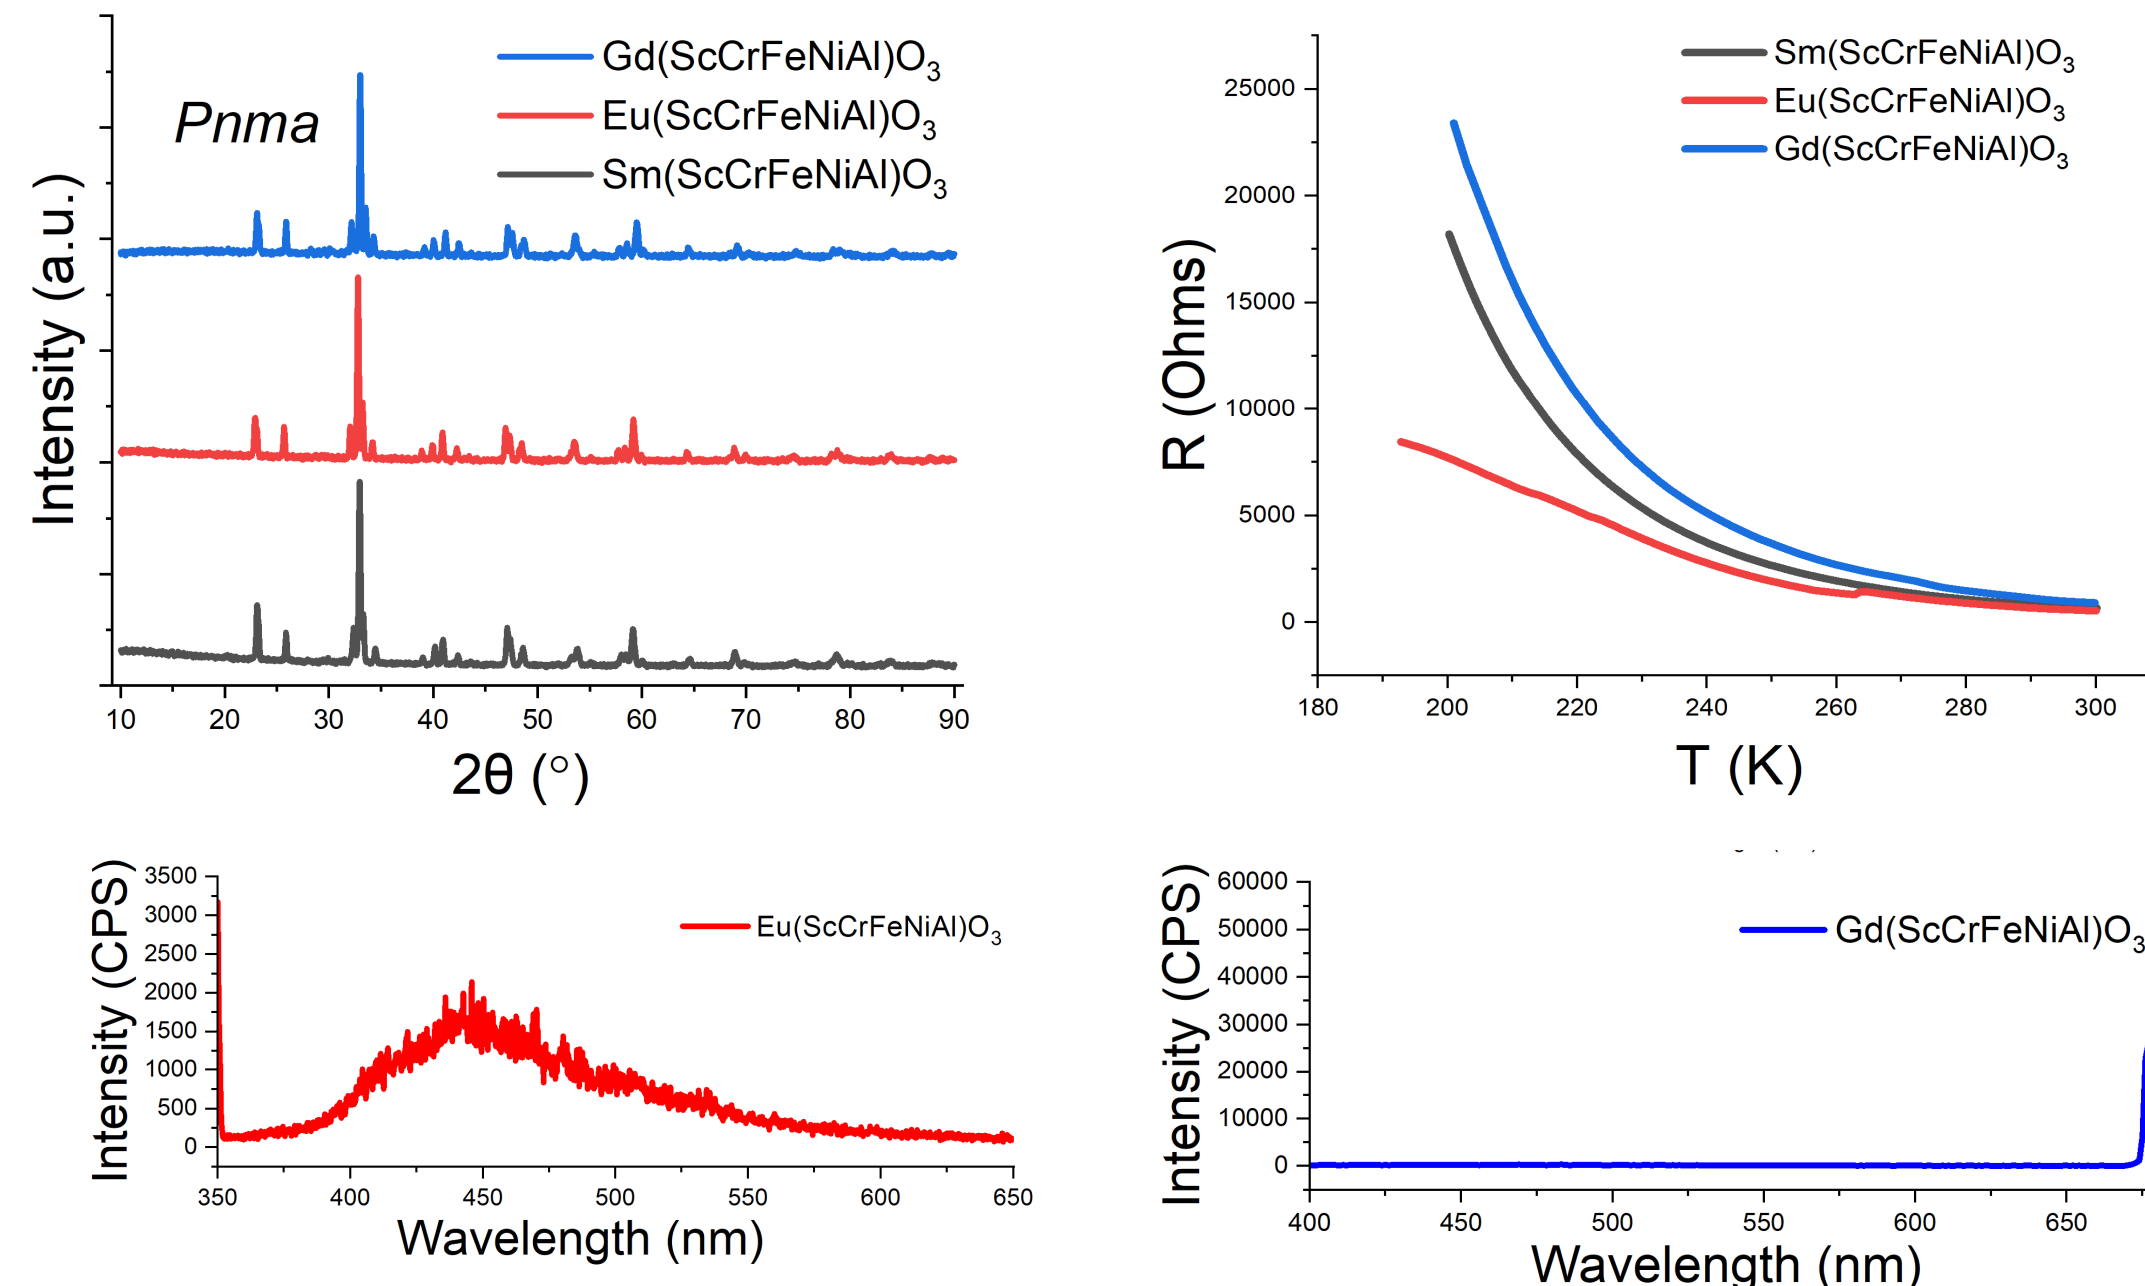 Intensity (a.u.)
Pnma
Gd(ScCrFeNiAl)O3
Eu(ScCrFeNiAl)O3
Sm(ScCrFeNiAl)O3
10 20 30 40 50 60 70 80 90
2θ (°)
R (Ohms)
Sm(ScCrFeNiAl)O3
Eu(ScCrFeNiAl)O3
Gd(ScCrFeNiAl)O3
25000
20000
15000
10000
5000
0
180 200 220 240 260 280 300
T (K)
Intensity (CPS)
3500
3000
2500
2000
1500
1000
500
0
Eu(ScCrFeNiAl)O3
350 400 450 500 550 600 650
Wavelength (nm)
Intensity (CPS)
60000
50000
40000
30000
20000
10000
0
Gd(ScCrFeNiAl)O3
400 450 500 550 600 650
Wavelength (nm)